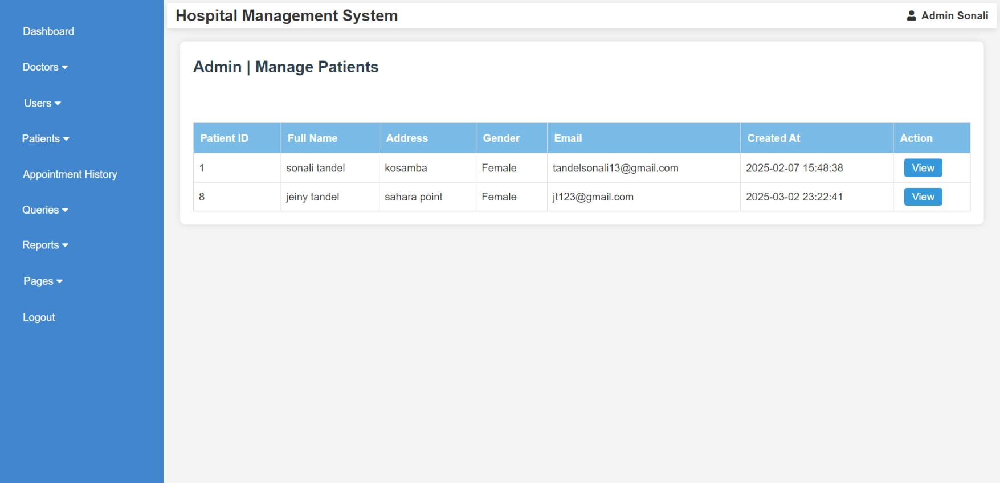 Hospital Management System
Admin Sonali
Dashboard
Doctors
Users
Patients
Appointment History
Queries
Reports
Pages
Logout
Admin | Manage Patients
Patient ID Full Name Address Gender Email Created At Action
1 sonali tandel kosamba Female tandelsonali13@gmail.com 2025-02-07 15:48:38 View
8 jeiny tandel sahara point Female jt123@gmail.com 2025-03-02 23:22:41 View